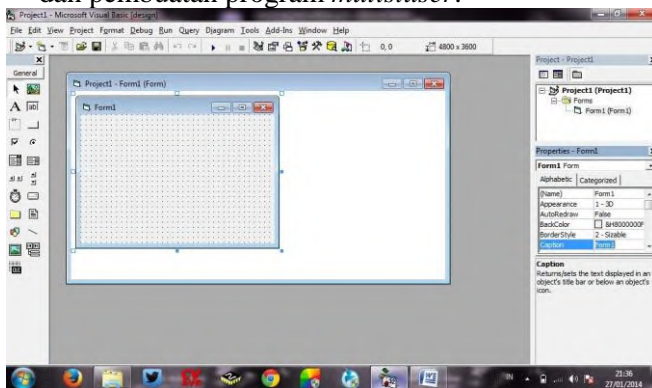 dan pembuatan program multiuser.
Project1 - Microsoft Visual Basic [design]
File Edit View Project Format Debug Run Query Diagram Tools Add-Ins Window Help
0, 0 4800 x 3600
General
Project1 - Form1 (Form)
Form1
Project - Project1
Project1 (Project1)
Forms
Form1 (Form1)
Properties - Form1
Form1 Form
Alphabetic Categorized
(Name) Form1
Appearance 1 - 3D
AutoRedraw False
BackColor &H8000000F
BorderStyle 2 - Sizable
Caption Form1
Caption
Returns/sets the text displayed in an
object's title bar or below an object's
icon.
IN 21:36
27/01/2014